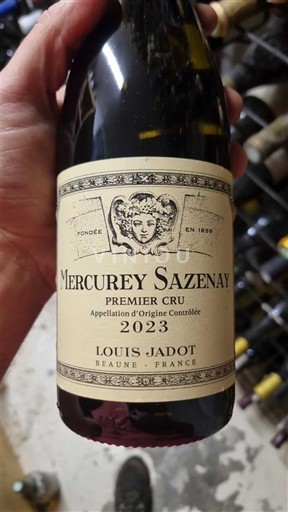 FONDÉE EN 1859
MERCUREY SAZENAY
PREMIER CRU
Appellation d'Origine Contrôlée
2023
LOUIS JADOT
BEAUNE - FRANCE